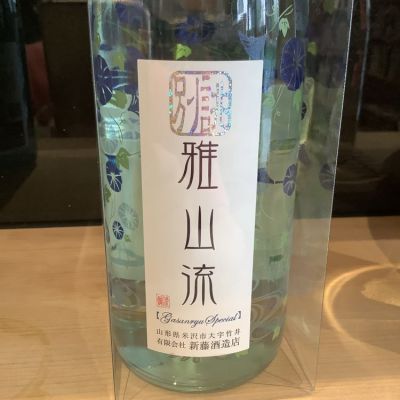 雅山流
【Gasanryu Special】
山形県米沢市大字竹井
有限会社 新藤酒造店